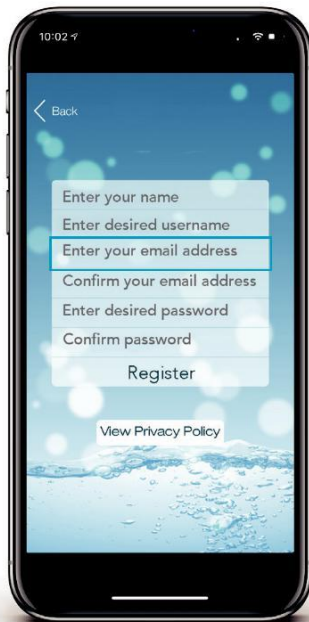 10:02
Back
Enter your name
Enter desired username
Enter your email address
Confirm your email address
Enter desired password
Confirm password
Register
View Privacy Policy